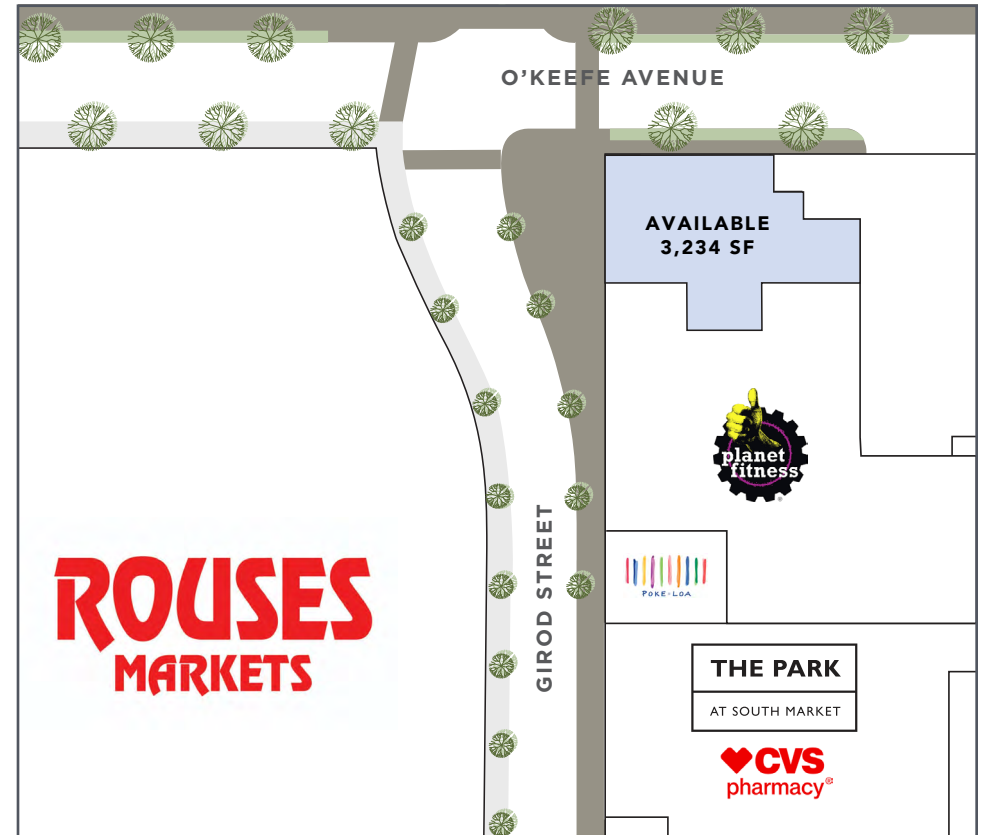 O’KEEFE AVENUE
AVAILABLE
3,234 SF
planet
fitness®
POKE-LOA
GIROD STREET
ROUSES
MARKETS
THE PARK
AT SOUTH MARKET
CVS
pharmacy®